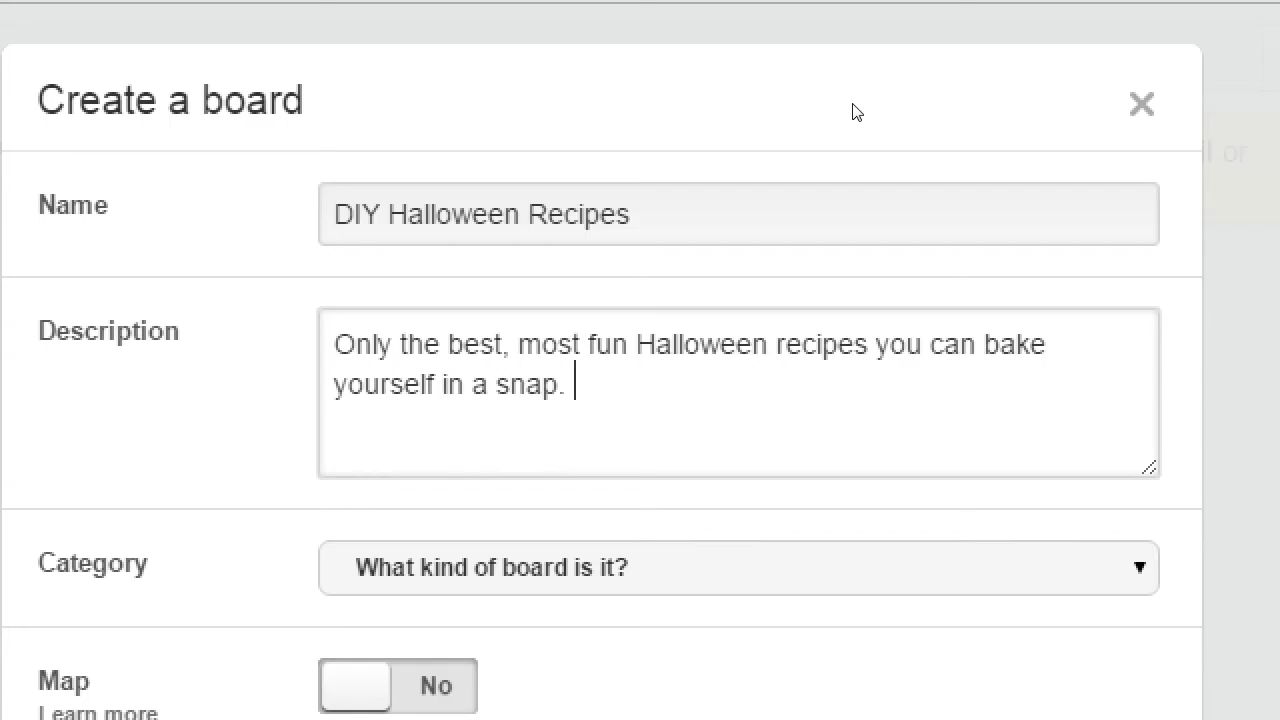 Create a board
or
Name
DIY Halloween Recipes
Description
Only the best, most fun Halloween recipes you can bake
yourself in a snap.
Category
What kind of board is it?
Map
No
Learn more